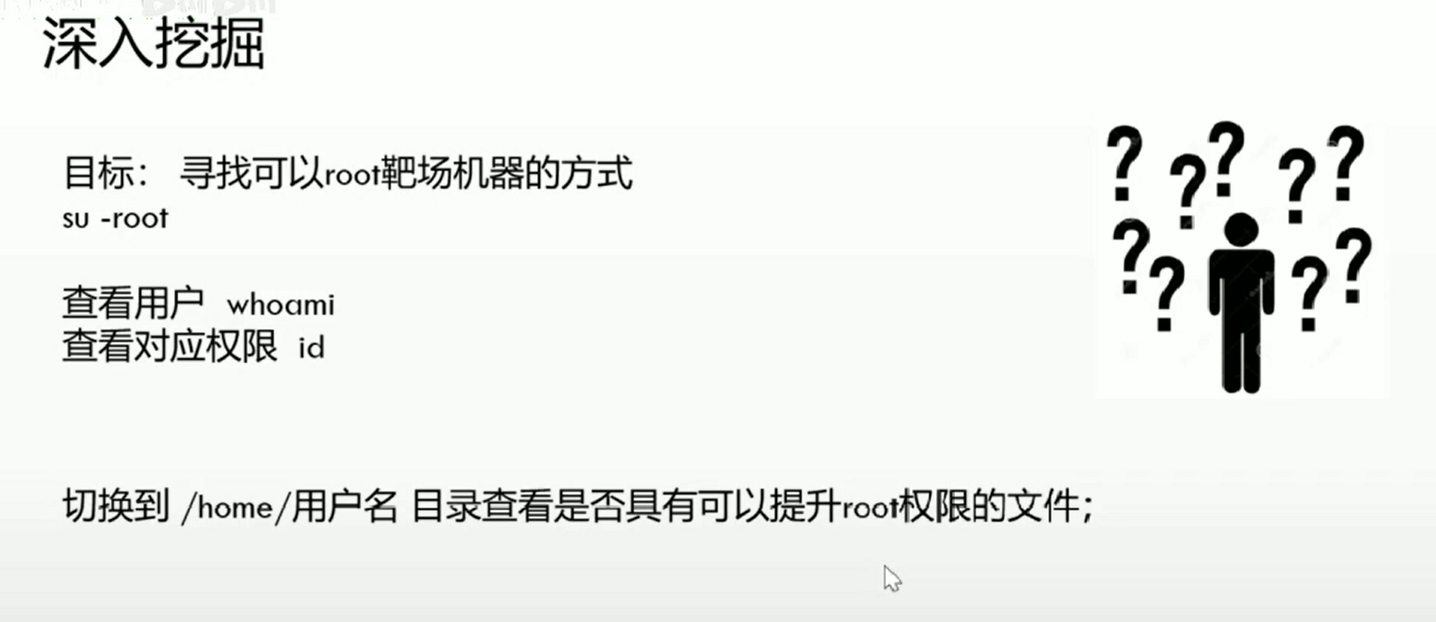 深入挖掘
目标： 寻找可以root靶场机器的方式
su -root
查看用户 whoami
查看对应权限 id
切换到 /home/用户名 目录查看是否具有可以提升root权限的文件；